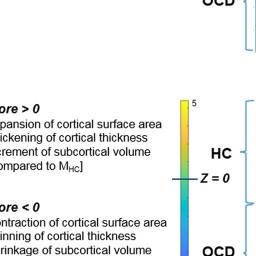 OCD
ore > 0
pansion of cortical surface area
ickening of cortical thickness
crement of subcortical volume
ompared to MHC]
5
HC
Z = 0
ore < 0
ontraction of cortical surface area
inning of cortical thickness
rinkage of subcortical volume
OCD